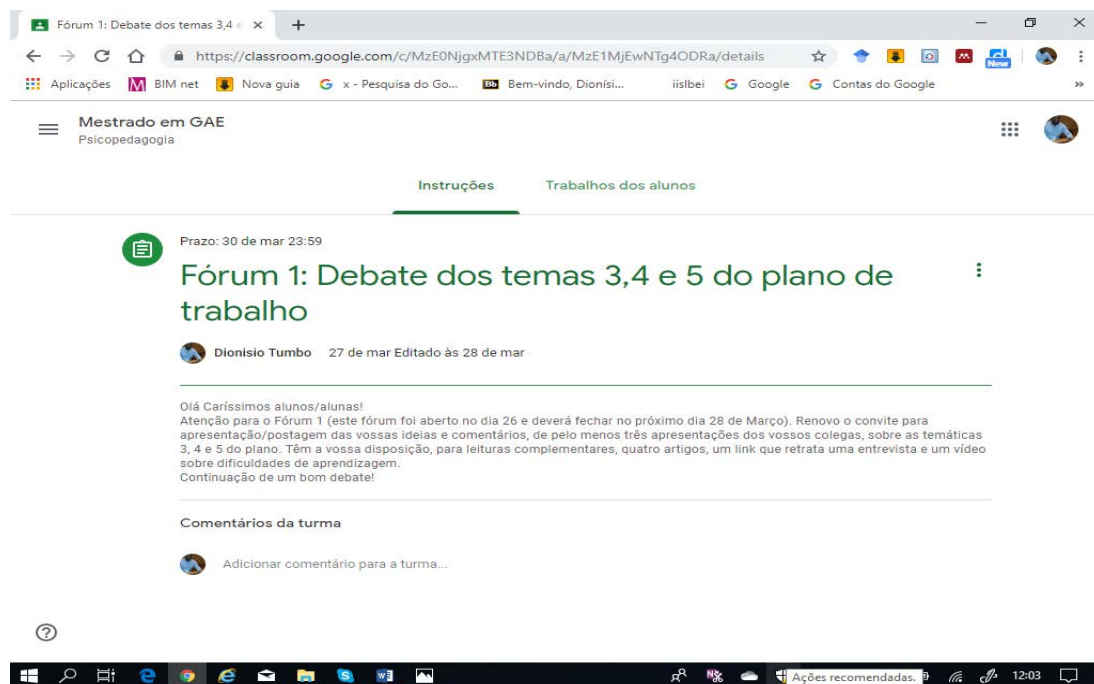 Fórum 1: Debate dos temas 3,4 e
https://classroom.google.com/c/MzE0NjgxMTE3NDBa/a/MzE1MjEwNTg4ODRa/details
New
Aplicações
M BIM net
Nova guia
G x - Pesquisa do Go...
Bb Bem-vindo, Dionísi...
iislbei
G Google
G Contas do Google
»
Mestrado em GAE
Psicopedagogia
Instruções
Trabalhos dos alunos
Prazo: 30 de mar 23:59
Fórum 1: Debate dos temas 3,4 e 5 do plano de
trabalho
Dionisio Tumbo 27 de mar Editado às 28 de mar
Olá Caríssimos alunos/alunas!
Atenção para o Fórum 1 (este fórum foi aberto no dia 26 e deverá fechar no próximo dia 28 de Março). Renovo o convite para
apresentação/postagem das vossas ideias e comentários, de pelo menos três apresentações dos vossos colegas, sobre as temáticas
3, 4 e 5 do plano. Têm a vossa disposição, para leituras complementares, quatro artigos, um link que retrata uma entrevista e um vídeo
sobre dificuldades de aprendizagem.
Continuação de um bom debate!
Comentários da turma
Adicionar comentário para a turma...
Ações recomendadas.
12:03